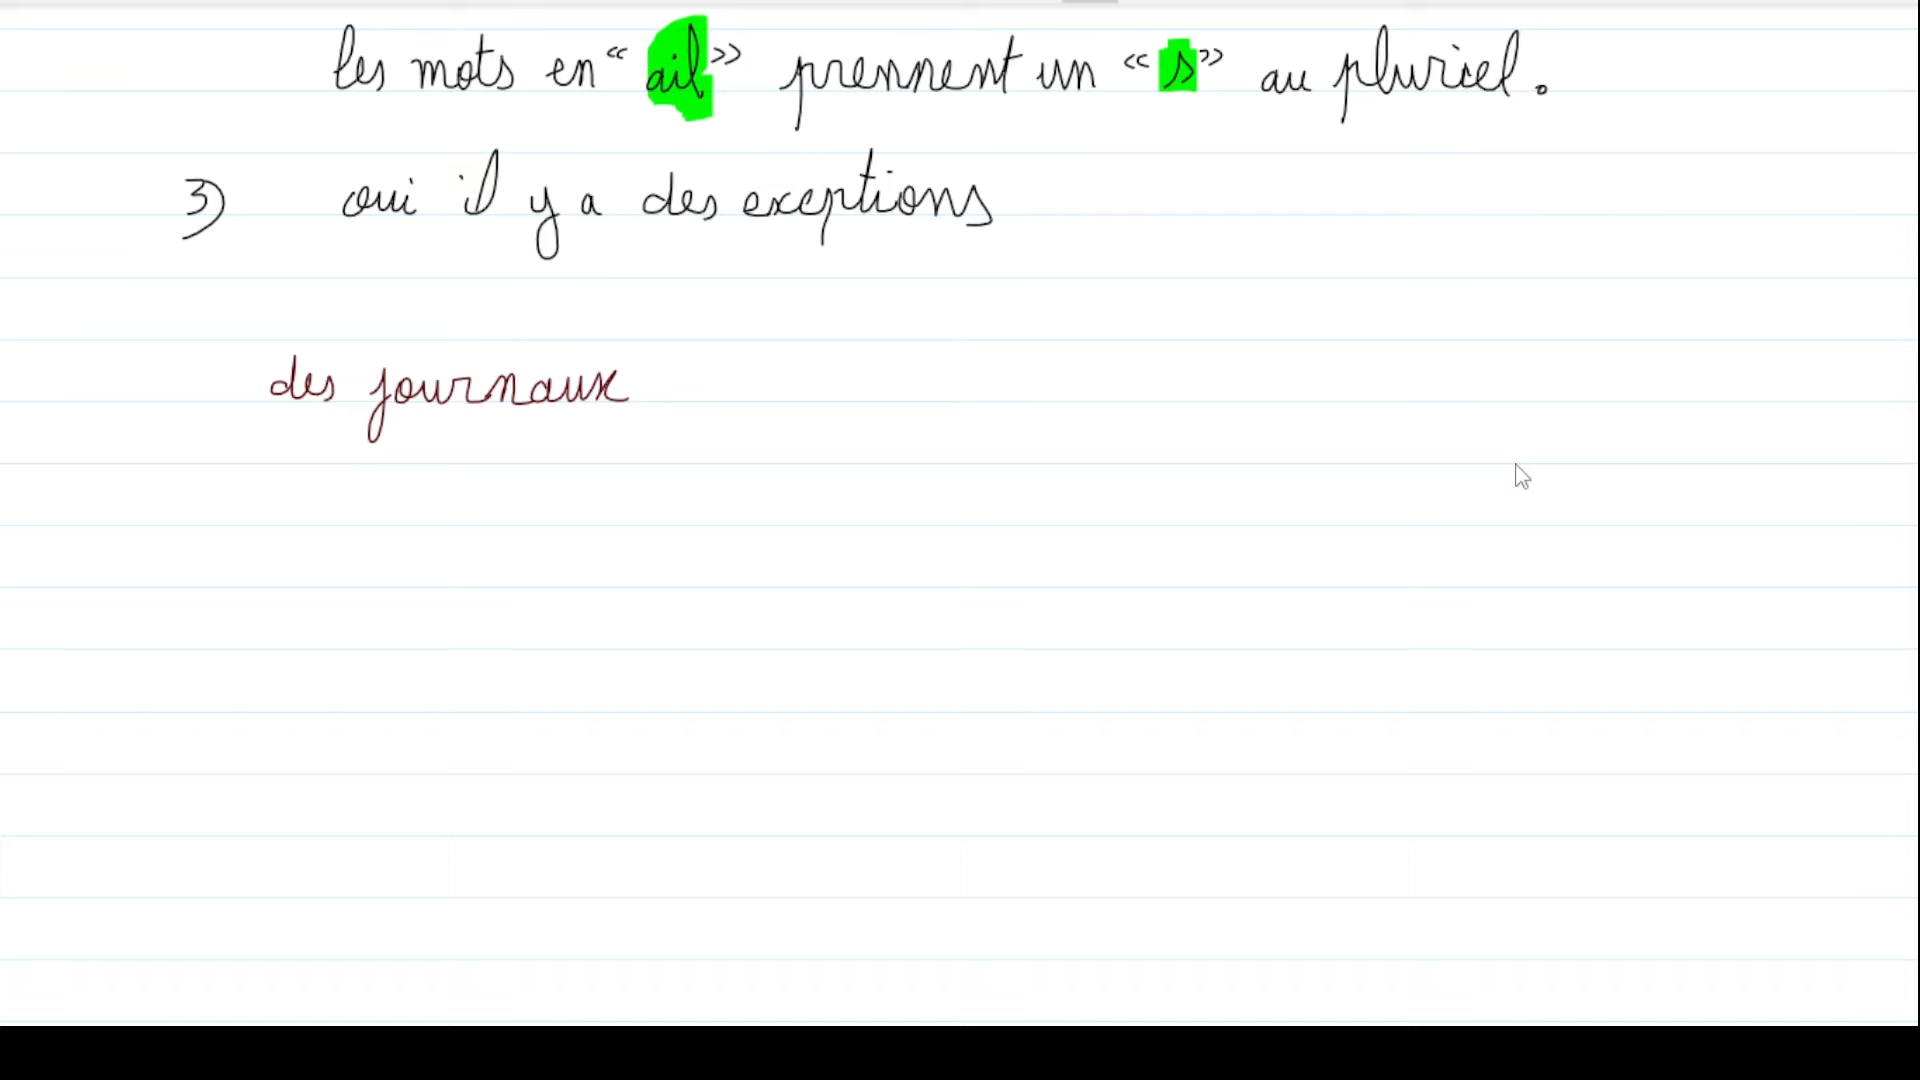 les mots en "ail" prennent un "s" au pluriel.
3) oui il y a des exceptions
des journaux